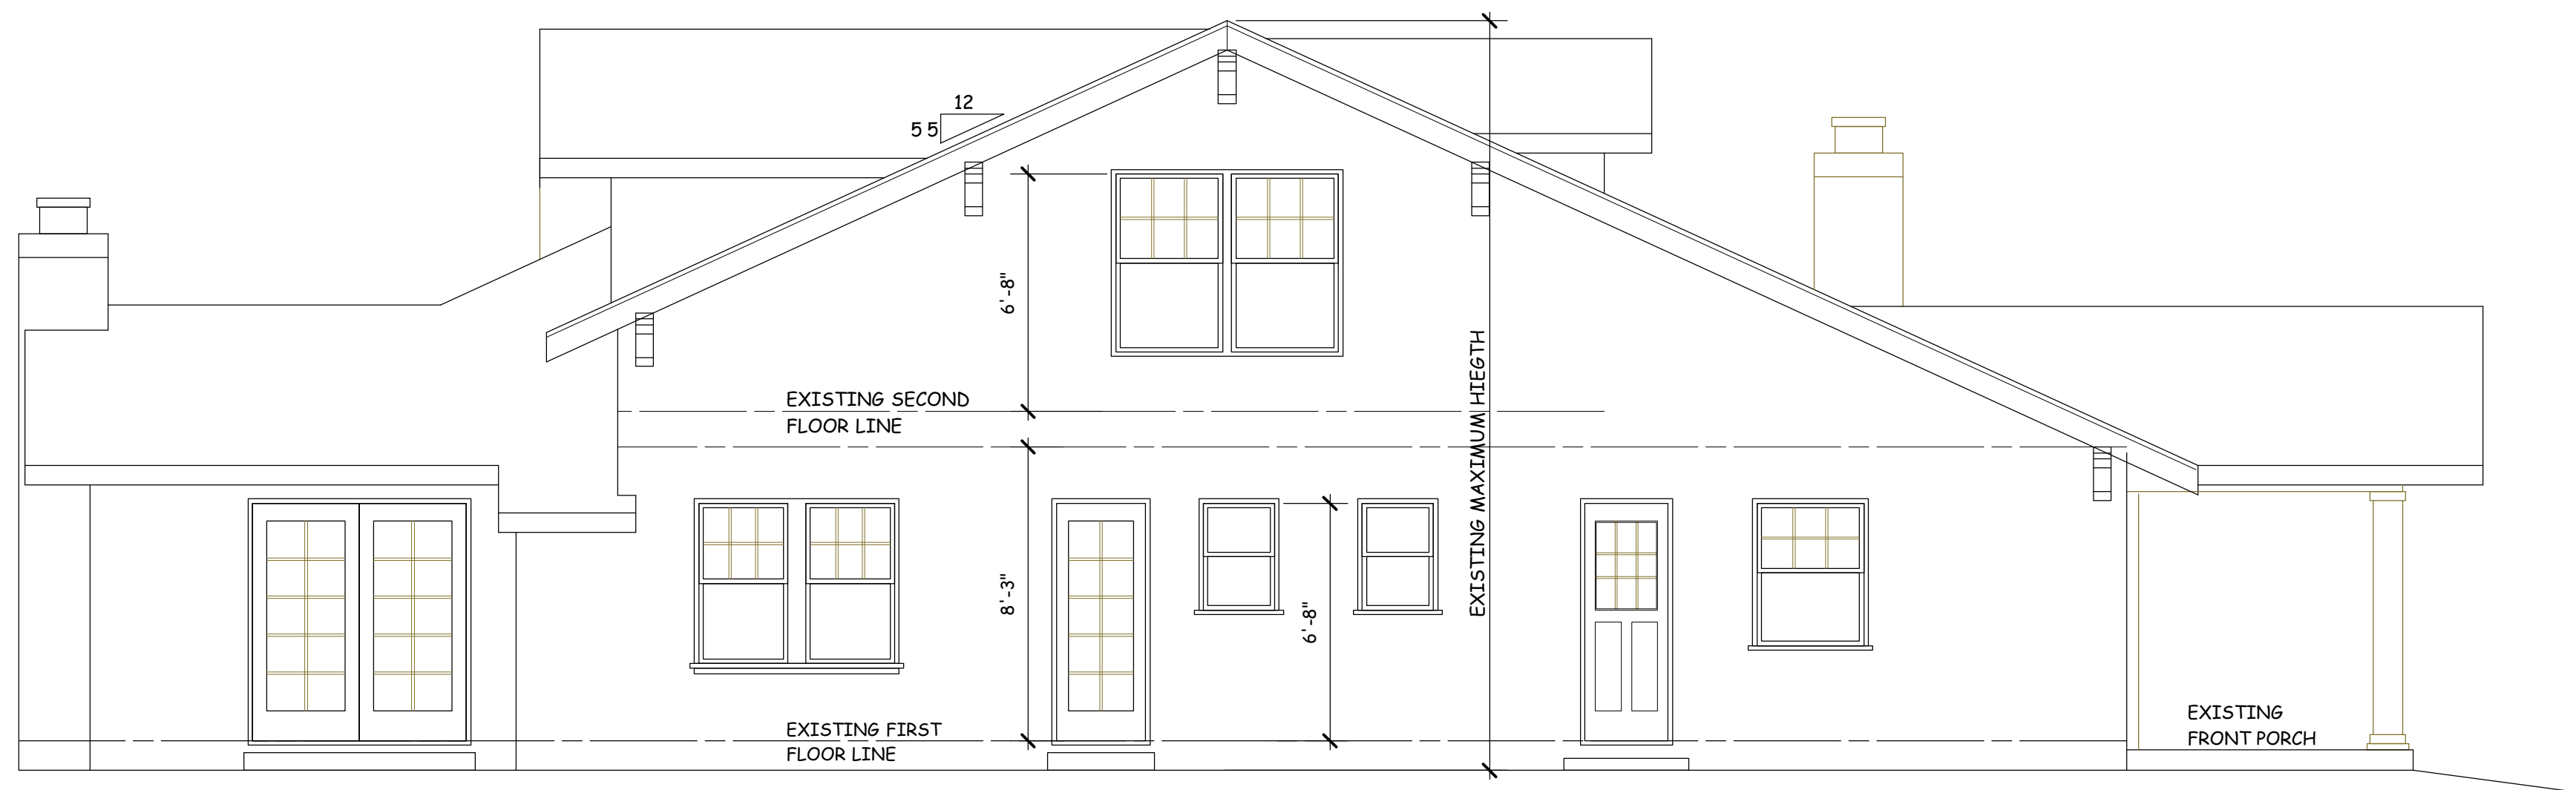 12
5 5
6'-8"
EXISTING SECOND
FLOOR LINE
EXISTING MAXIMUM HIEGTH
8'-3"
6'-8"
EXISTING FIRST
FLOOR LINE
EXISTING
FRONT PORCH